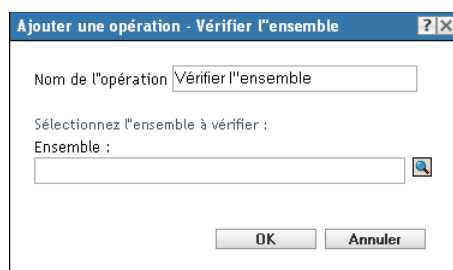 Ajouter une opération - Vérifier l''ensemble ? X
Nom de l''opération Vérifier l''ensemble
Sélectionnez l''ensemble à vérifier :
Ensemble :
OK Annuler